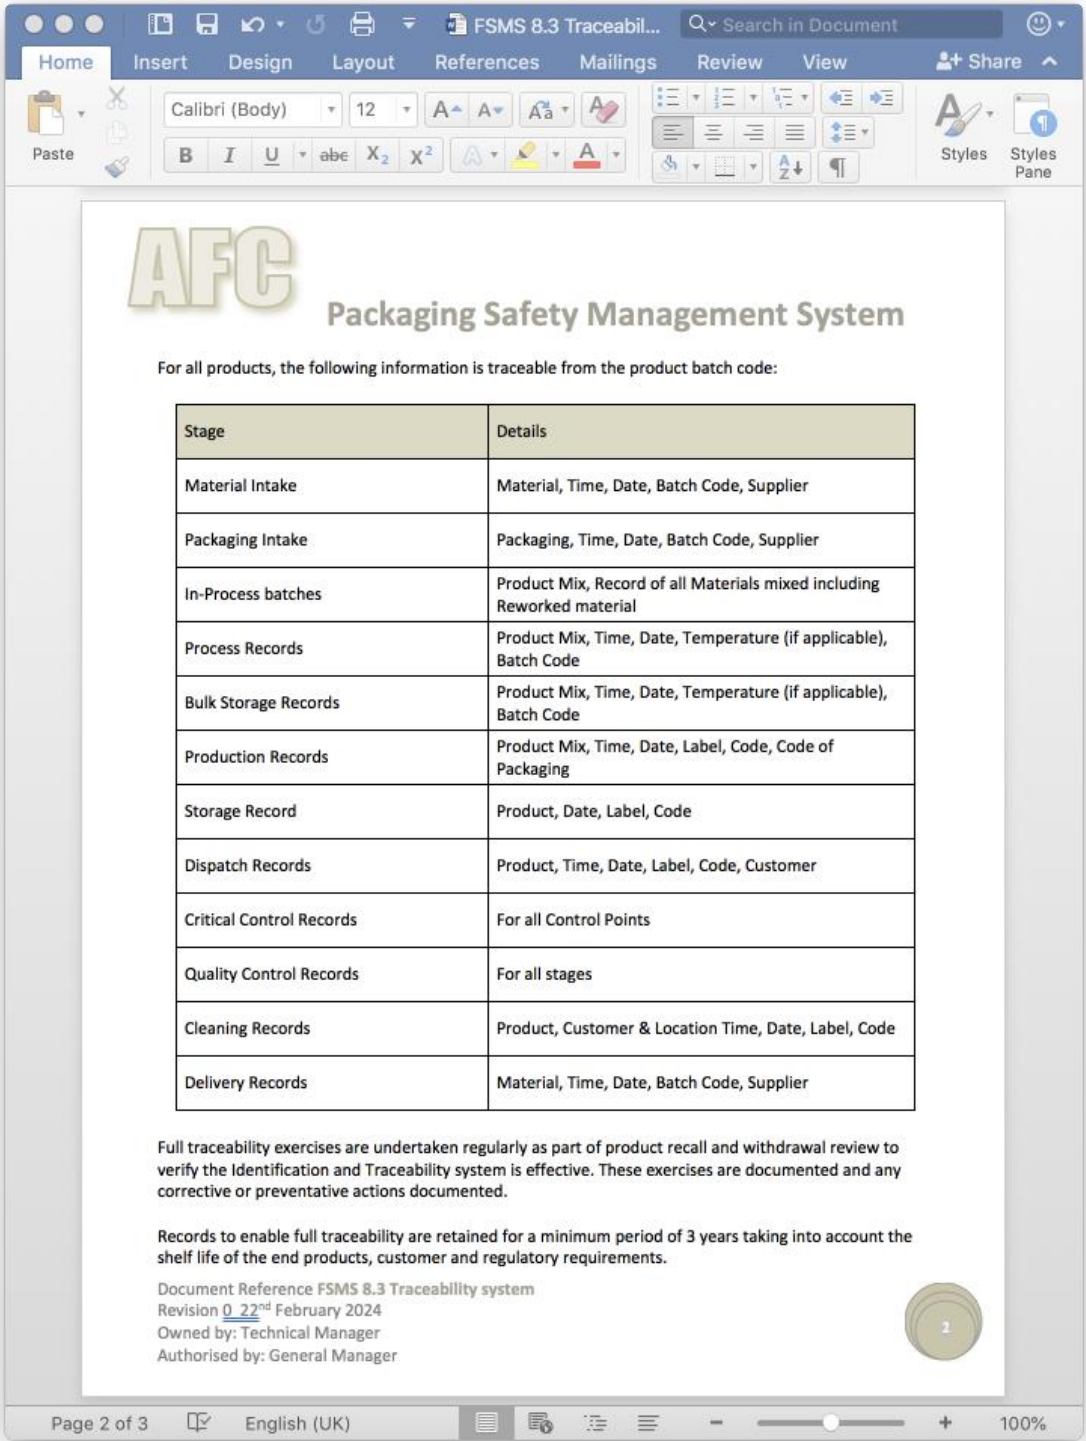 FSMS 8.3 Traceabil...
Search in Document
Home Insert Design Layout References Mailings Review View Share
Calibri (Body) 12
Paste
Styles
Styles Pane
AFC
Packaging Safety Management System
For all products, the following information is traceable from the product batch code:
Stage Details
Material Intake Material, Time, Date, Batch Code, Supplier
Packaging Intake Packaging, Time, Date, Batch Code, Supplier
In-Process batches Product Mix, Record of all Materials mixed including
Reworked material
Process Records Product Mix, Time, Date, Temperature (if applicable),
Batch Code
Bulk Storage Records Product Mix, Time, Date, Temperature (if applicable),
Batch Code
Production Records Product Mix, Time, Date, Label, Code, Code of
Packaging
Storage Record Product, Date, Label, Code
Dispatch Records Product, Time, Date, Label, Code, Customer
Critical Control Records For all Control Points
Quality Control Records For all stages
Cleaning Records Product, Customer & Location Time, Date, Label, Code
Delivery Records Material, Time, Date, Batch Code, Supplier
Full traceability exercises are undertaken regularly as part of product recall and withdrawal review to
verify the Identification and Traceability system is effective. These exercises are documented and any
corrective or preventative actions documented.
Records to enable full traceability are retained for a minimum period of 3 years taking into account the
shelf life of the end products, customer and regulatory requirements.
Document Reference FSMS 8.3 Traceability system
Revision 0 22nd February 2024
Owned by: Technical Manager
Authorised by: General Manager
2
Page 2 of 3 English (UK) 100%